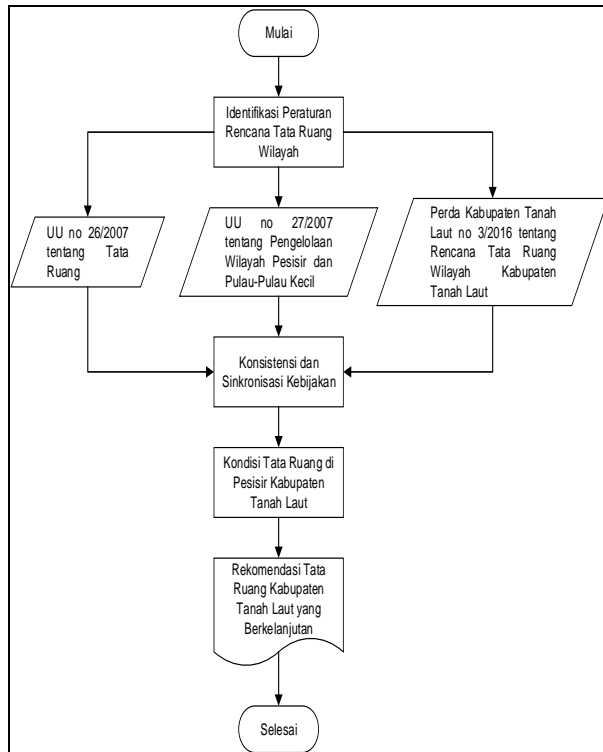 Mulai
Identifikasi Peraturan
Rencana Tata Ruang
Wilayah
UU no 26/2007
tentang Tata
Ruang
UU no 27/2007
tentang Pengelolaan
Wilayah Pesisir dan
Pulau-Pulau Kecil
Perda Kabupaten Tanah
Laut no 3/2016 tentang
Rencana Tata Ruang
Wilayah Kabupaten
Tanah Laut
Konsistensi dan
Sinkronisasi Kebijakan
Kondisi Tata Ruang di
Pesisir Kabupaten
Tanah Laut
Rekomendasi Tata
Ruang Kabupaten
Tanah Laut yang
Berkelanjutan
Selesai